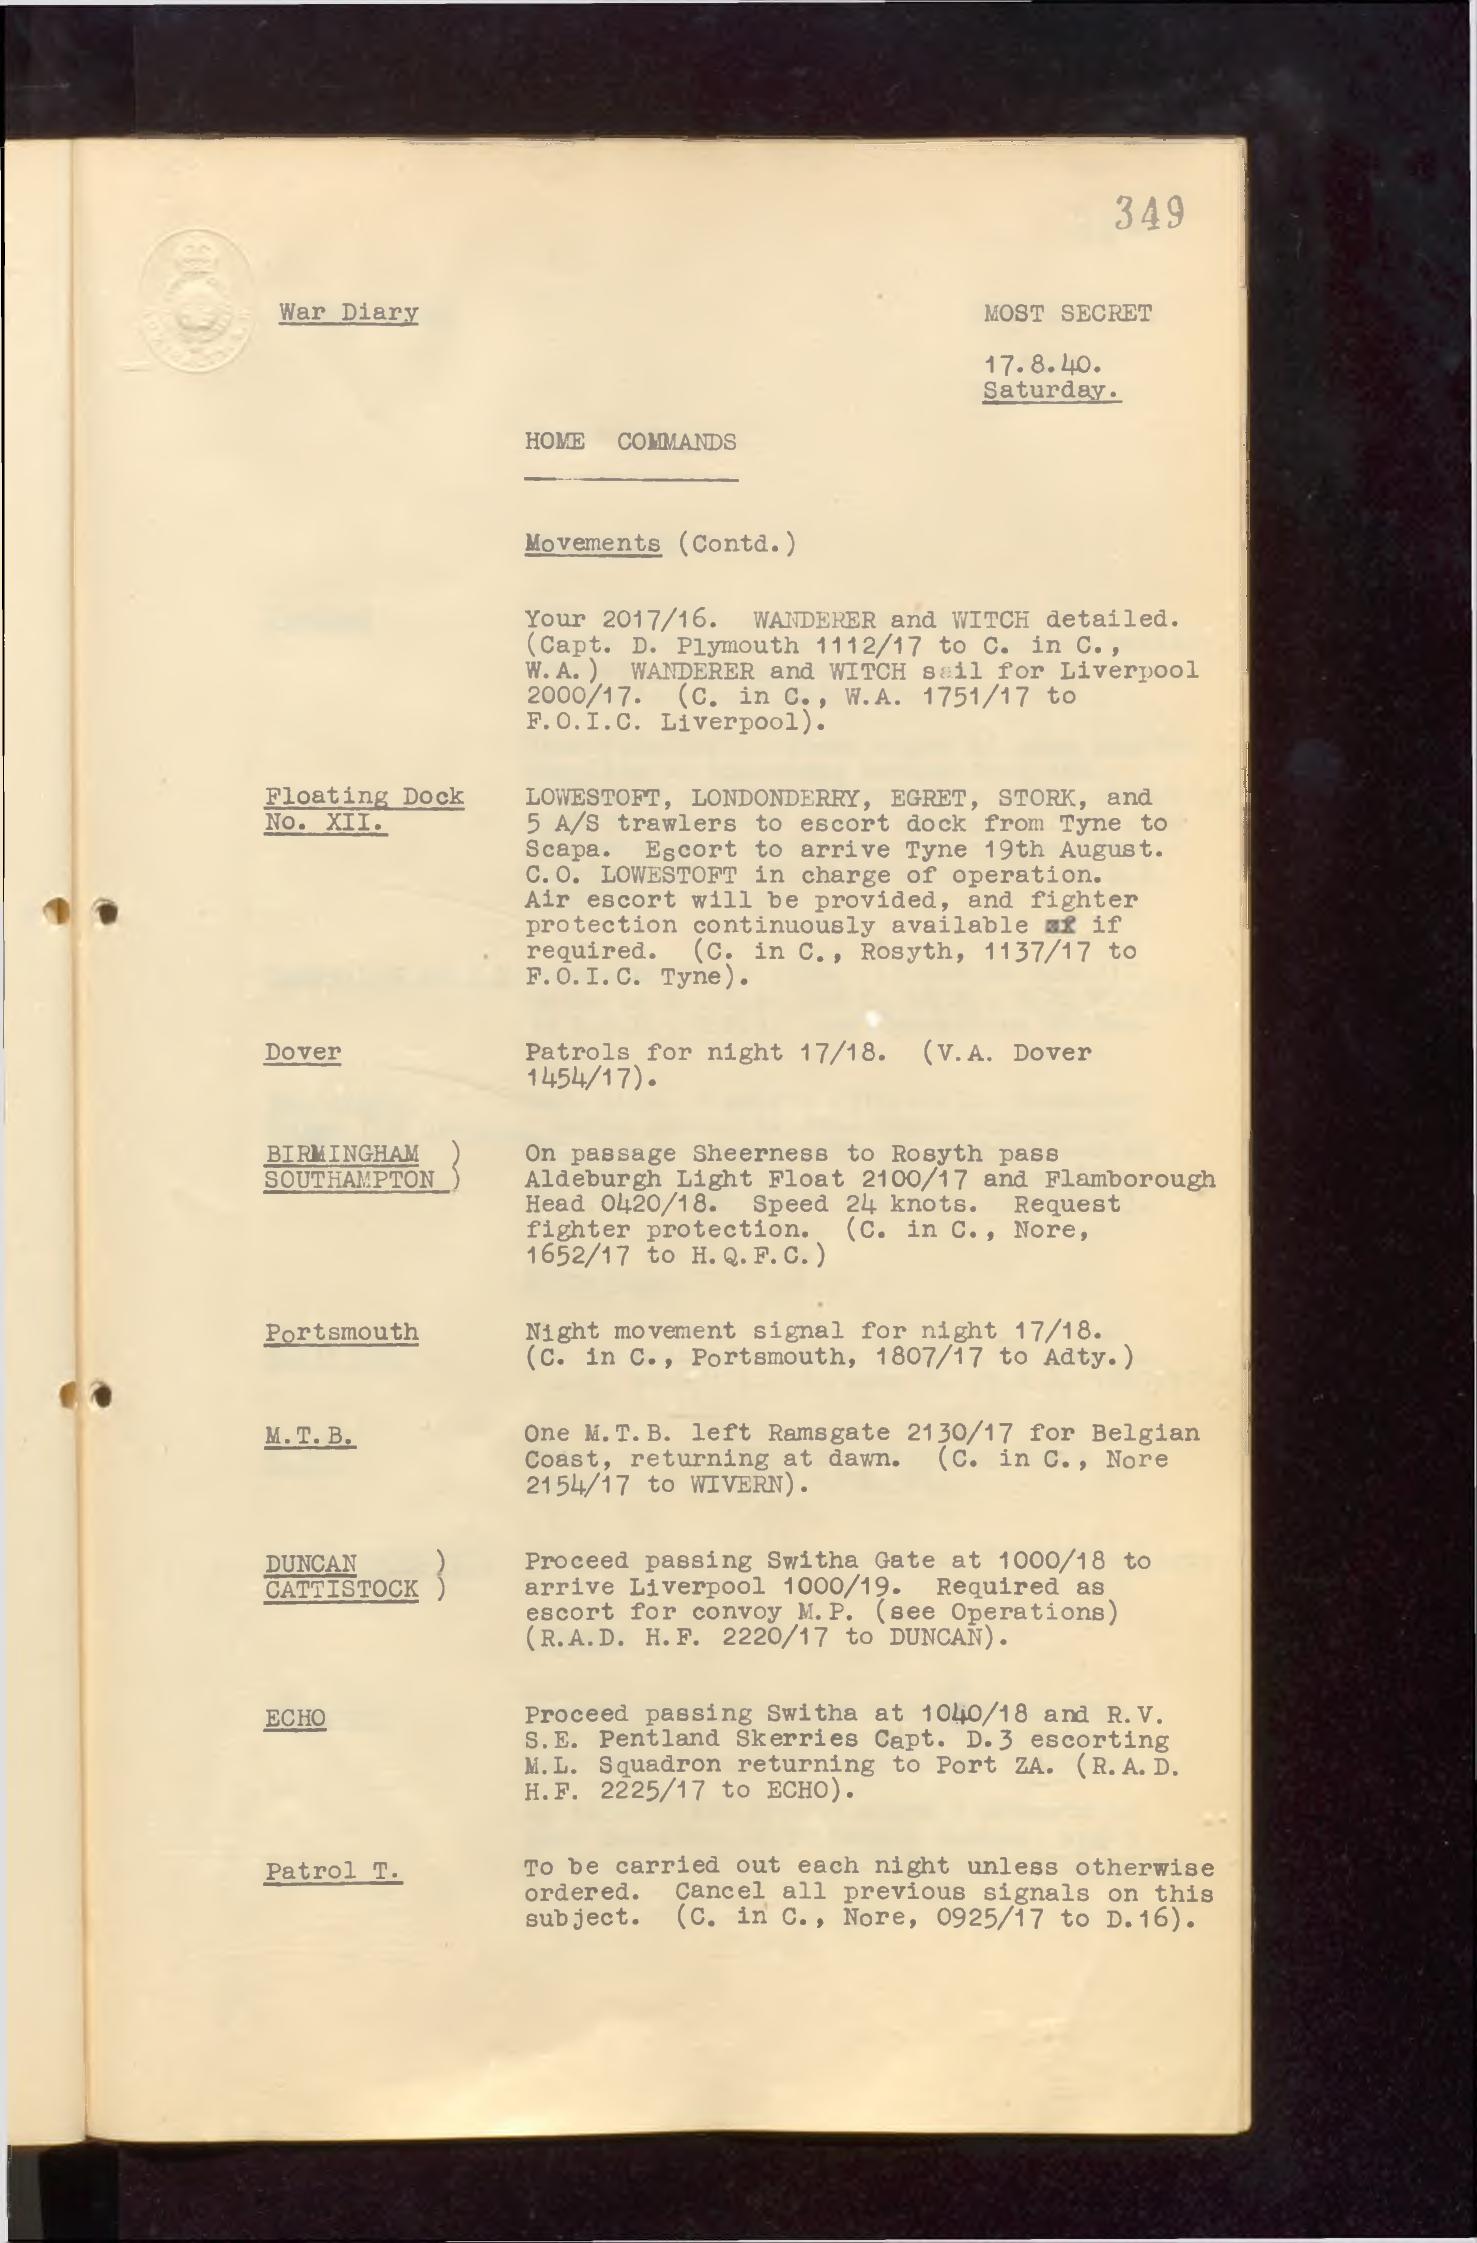 349
War Diary
MOST SECRET
17.8.40.
Saturday.
HOME COMMANDS
Movements (Contd.)
Your 2017/16. WANDERER and WITCH detailed.
(Capt. D. Plymouth 1112/17 to C. in C.,
W.A.) WANDERER and WITCH sail for Liverpool
2000/17. (C. in C., W.A. 1751/17 to
F.O.I.C. Liverpool).
Floating Dock
No. XII.
LOWESTOFT, LONDONDERRY, EGRET, STORK, and
5 A/S trawlers to escort dock from Tyne to
Scapa. Escort to arrive Tyne 19th August.
C.O. LOWESTOFT in charge of operation.
Air escort will be provided, and fighter
protection continuously available if
required. (C. in C., Rosyth, 1137/17 to
F.O.I.C. Tyne).
Dover
Patrols for night 17/18. (V.A. Dover
1454/17).
BIRMINGHAM )
SOUTHAMPTON )
On passage Sheerness to Rosyth pass
Aldeburgh Light Float 2100/17 and Flamborough
Head 0420/18. Speed 24 knots. Request
fighter protection. (C. in C., Nore,
1652/17 to H.Q.F.C.)
Portsmouth
Night movement signal for night 17/18.
(C. in C., Portsmouth, 1807/17 to Adty.)
M.T.B.
One M.T.B. left Ramsgate 2130/17 for Belgian
Coast, returning at dawn. (C. in C., Nore
2154/17 to WIVERN).
DUNCAN )
CATTISTOCK )
Proceed passing Switha Gate at 1000/18 to
arrive Liverpool 1000/19. Required as
escort for convoy M.P. (see Operations)
(R.A.D. H.F. 2220/17 to DUNCAN).
ECHO
Proceed passing Switha at 1040/18 and R.V.
S.E. Pentland Skerries Capt. D.3 escorting
M.L. Squadron returning to Port ZA. (R.A.D.
H.F. 2225/17 to ECHO).
Patrol T.
To be carried out each night unless otherwise
ordered. Cancel all previous signals on this
subject. (C. in C., Nore, 0925/17 to D.16).